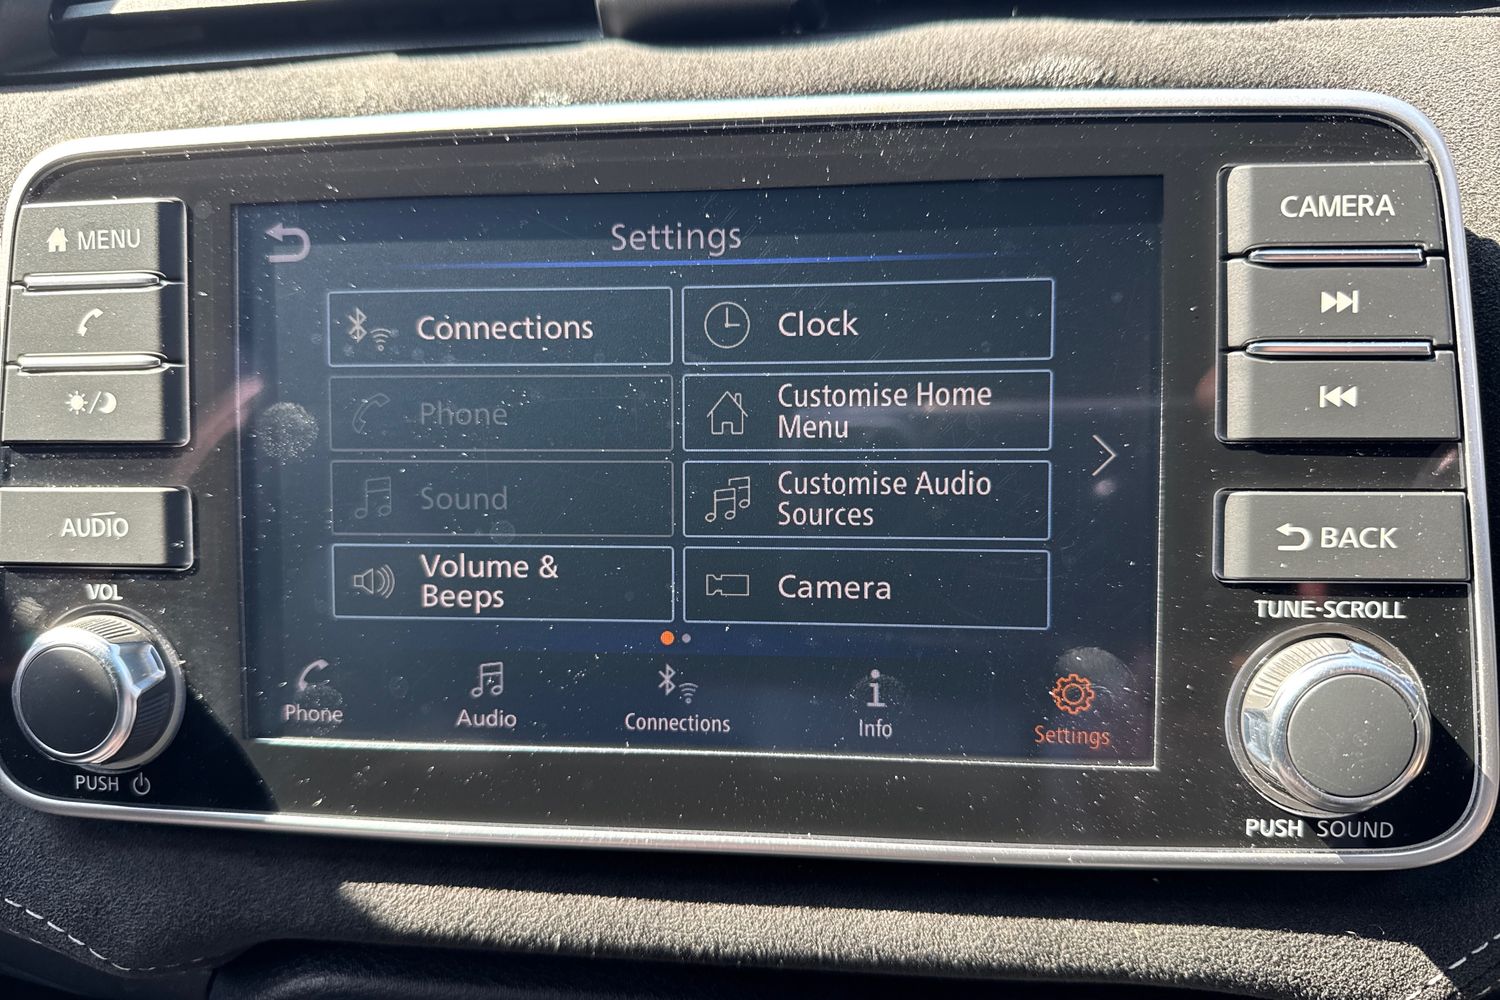 MENU
AUDIO
VOL
PUSH
Settings
Connections
Clock
Phone
Customise Home
Menu
Sound
Customise Audio
Sources
Volume &
Beeps
Camera
Phone
Audio
Connections
Info
Settings
CAMERA
BACK
TUNE-SCROLL
PUSH SOUND